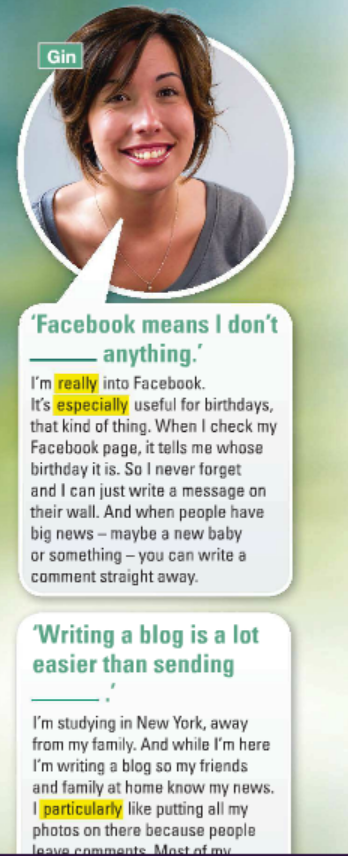 Gin
'Facebook means I don't
______ anything.'
I'm really into Facebook.
It's especially useful for birthdays,
that kind of thing. When I check my
Facebook page, it tells me whose
birthday it is. So I never forget
and I can just write a message on
their wall. And when people have
big news – maybe a new baby
or something – you can write a
comment straight away.
'Writing a blog is a lot
easier than sending
______ .'
I'm studying in New York, away
from my family. And while I'm here
I'm writing a blog so my friends
and family at home know my news.
I particularly like putting all my
photos on there because people
leave comments. Most of my